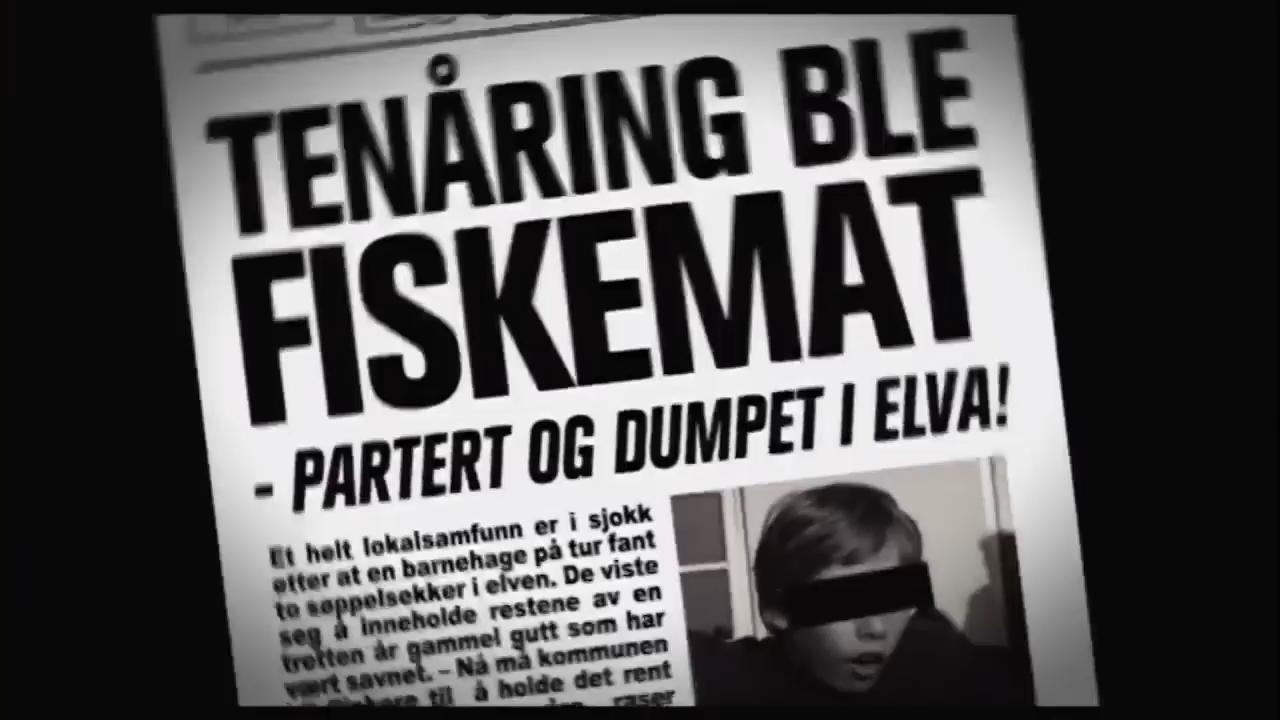 TENÅRING BLE
FISKEMAT
- PARTERT OG DUMPET I ELVA!
Et helt lokalsamfunn er i sjokk
etter at en barnehage på tur fant
to søppelsekker i elven. De viste
seg å inneholde restene av en
tretten år gammel gutt som har
vært savnet. – Nå må kommunen
til å holde det rent
raser